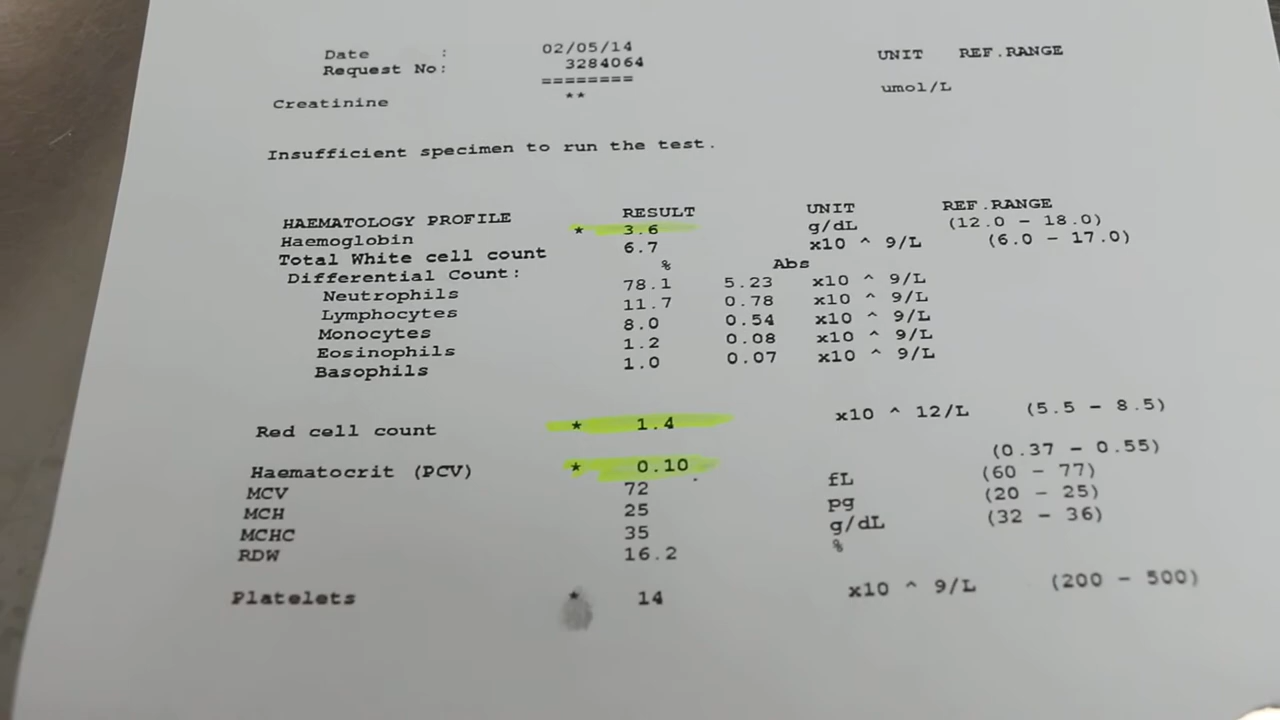 Date : 02/05/14 UNIT REF.RANGE
Request No: 3284064
========
Creatinine ** umol/L
Insufficient specimen to run the test.
HAEMATOLOGY PROFILE RESULT UNIT REF.RANGE
Haemoglobin * 3.6 g/dL (12.0 - 18.0)
Total White cell count 6.7 x10 ^ 9/L (6.0 - 17.0)
Differential Count: % Abs
Neutrophils 78.1 5.23 x10 ^ 9/L
Lymphocytes 11.7 0.78 x10 ^ 9/L
Monocytes 8.0 0.54 x10 ^ 9/L
Eosinophils 1.2 0.08 x10 ^ 9/L
Basophils 1.0 0.07 x10 ^ 9/L
Red cell count * 1.4 x10 ^ 12/L (5.5 - 8.5)
Haematocrit (PCV) * 0.10 (0.37 - 0.55)
MCV 72 fL (60 - 77)
MCH 25 pg (20 - 25)
MCHC 35 g/dL (32 - 36)
RDW 16.2 %
Platelets * 14 x10 ^ 9/L (200 - 500)